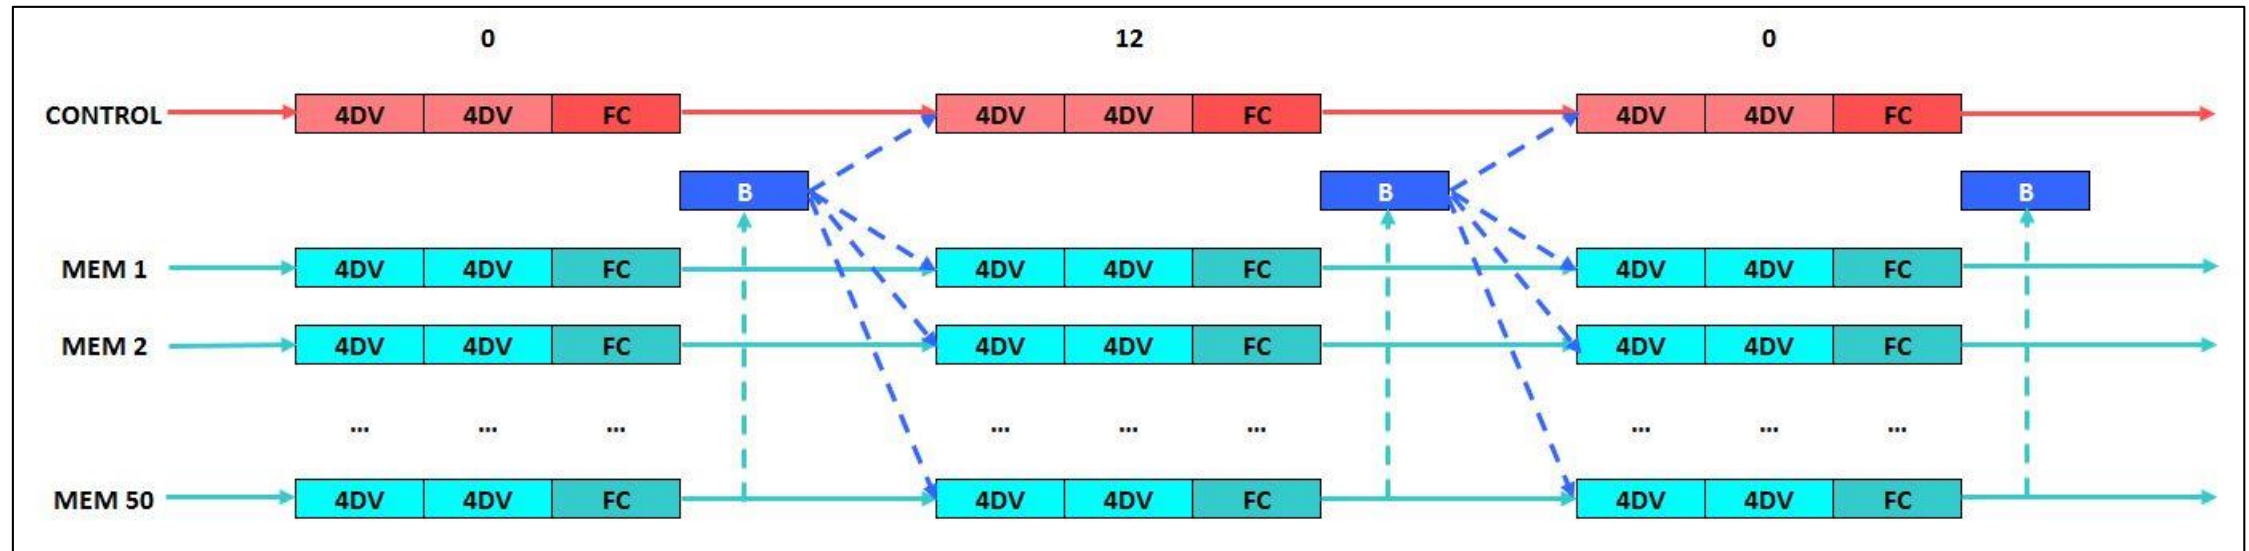 0 12 0
CONTROL 4DV 4DV FC 4DV 4DV FC 4DV 4DV FC
B B B
MEM 1 4DV 4DV FC 4DV 4DV FC 4DV 4DV FC
MEM 2 4DV 4DV FC 4DV 4DV FC 4DV 4DV FC
... ... ... ... ... ... ... ... ...
MEM 50 4DV 4DV FC 4DV 4DV FC 4DV 4DV FC